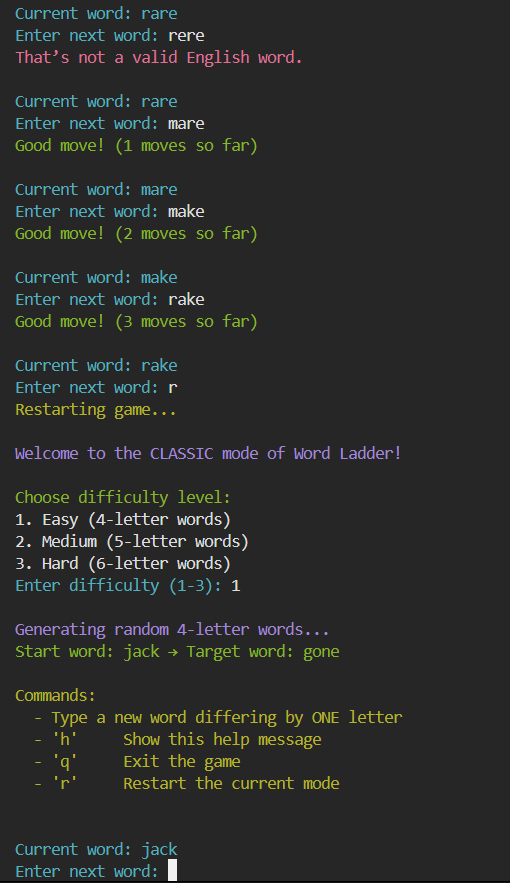 Current word: rare
Enter next word: rere
That’s not a valid English word.
Current word: rare
Enter next word: mare
Good move! (1 moves so far)
Current word: mare
Enter next word: make
Good move! (2 moves so far)
Current word: make
Enter next word: rake
Good move! (3 moves so far)
Current word: rake
Enter next word: r
Restarting game...
Welcome to the CLASSIC mode of Word Ladder!
Choose difficulty level:
1. Easy (4-letter words)
2. Medium (5-letter words)
3. Hard (6-letter words)
Enter difficulty (1-3): 1
Generating random 4-letter words...
Start word: jack → Target word: gone
Commands:
- Type a new word differing by ONE letter
- 'h' Show this help message
- 'q' Exit the game
- 'r' Restart the current mode
Current word: jack
Enter next word: